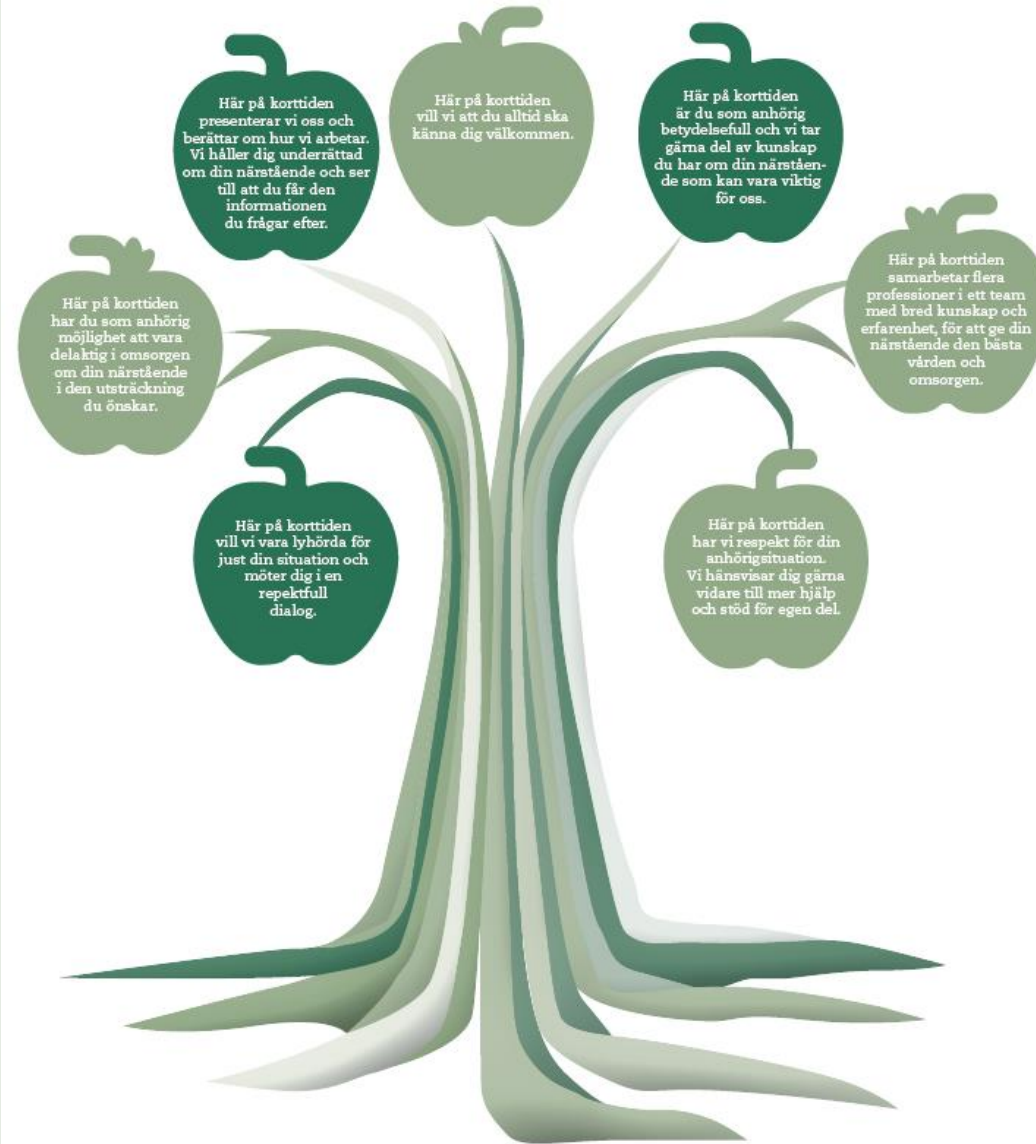 Här på korttiden
presenterar vi oss och
berättar om hur vi arbetar.
Vi håller dig underrättad
om din närstående och ser
till att du får den
informationen
du frågar efter.
Här på korttiden
vill vi att du alltid ska
känna dig välkommen.
Här på korttiden
är du som anhörig
betydelsefull och vi tar
gärna del av kunskap
du har om din närståen-
de som kan vara viktig
för oss.
Här på korttiden
har du som anhörig
möjlighet att vara
delaktig i omsorgen
om din närstående
i den utsträckning
du önskar.
Här på korttiden
samarbetar flera
professioner i ett team
med bred kunskap och
erfarenhet, för att ge din
närstående den bästa
vården och
omsorgen.
Här på korttiden
vill vi vara lyhörda för
just din situation och
möter dig i en
repektfull
dialog.
Här på korttiden
har vi respekt för din
anhörigsituation.
Vi hänsvisar dig gärna
vidare till mer hjälp
och stöd för egen del.